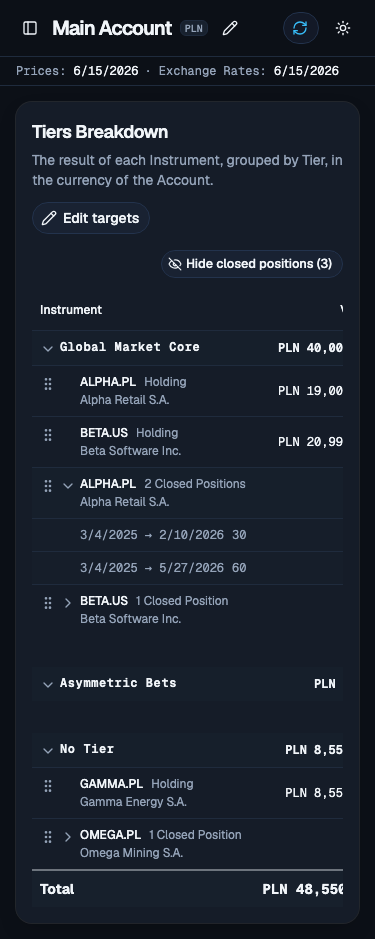 Main Account PLN
Prices: 6/15/2026 · Exchange Rates: 6/15/2026
Tiers Breakdown
The result of each Instrument, grouped by Tier, in
the currency of the Account.
Edit targets
Hide closed positions (3)
Instrument
Global Market Core PLN 40,00
ALPHA.PL Holding
Alpha Retail S.A.
PLN 19,00
BETA.US Holding
Beta Software Inc.
PLN 20,99
ALPHA.PL 2 Closed Positions
Alpha Retail S.A.
3/4/2025 → 2/10/2026 30
3/4/2025 → 5/27/2026 60
BETA.US 1 Closed Position
Beta Software Inc.
Asymmetric Bets PLN
No Tier PLN 8,55
GAMMA.PL Holding
Gamma Energy S.A.
PLN 8,55
OMEGA.PL 1 Closed Position
Omega Mining S.A.
Total PLN 48,550